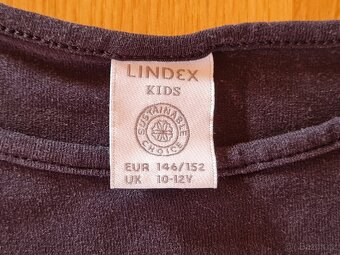 LINDEX
KIDS
SUSTAINABLE
CHOICE
EUR 146/152
UK 10-12Y